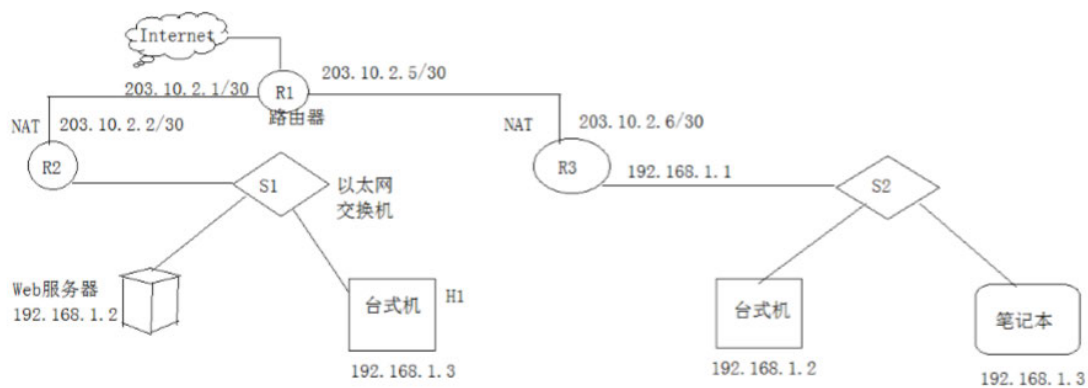 Internet
203.10.2.5/30
203.10.2.1/30
R1
路由器
NAT
203.10.2.2/30
NAT
203.10.2.6/30
R2
R3
192.168.1.1
S1
以太网
交换机
S2
Web服务器
192.168.1.2
台式机
H1
台式机
笔记本
192.168.1.3
192.168.1.2
192.168.1.3